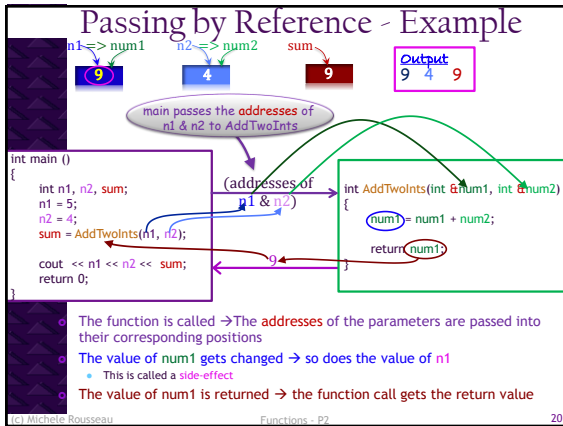 Passing by Reference - Example
n1 => num1
n2 => num2
sum
9
4
9
Output
9 4 9
main passes the addresses of
n1 & n2 to AddTwoInts
int main ()
{
int n1, n2, sum;
n1 = 5;
n2 = 4;
sum = AddTwoInts(n1, n2);
cout << n1 << n2 << sum;
return 0;
}
(addresses of
n1 & n2)
9
int AddTwoInts(int &num1, int &num2)
{
num1 = num1 + num2;
return num1;
}
The function is called →The addresses of the parameters are passed into
their corresponding positions
The value of num1 gets changed → so does the value of n1
• This is called a side-effect
The value of num1 is returned → the function call gets the return value
(c) Michele Rousseau
Functions - P2
20